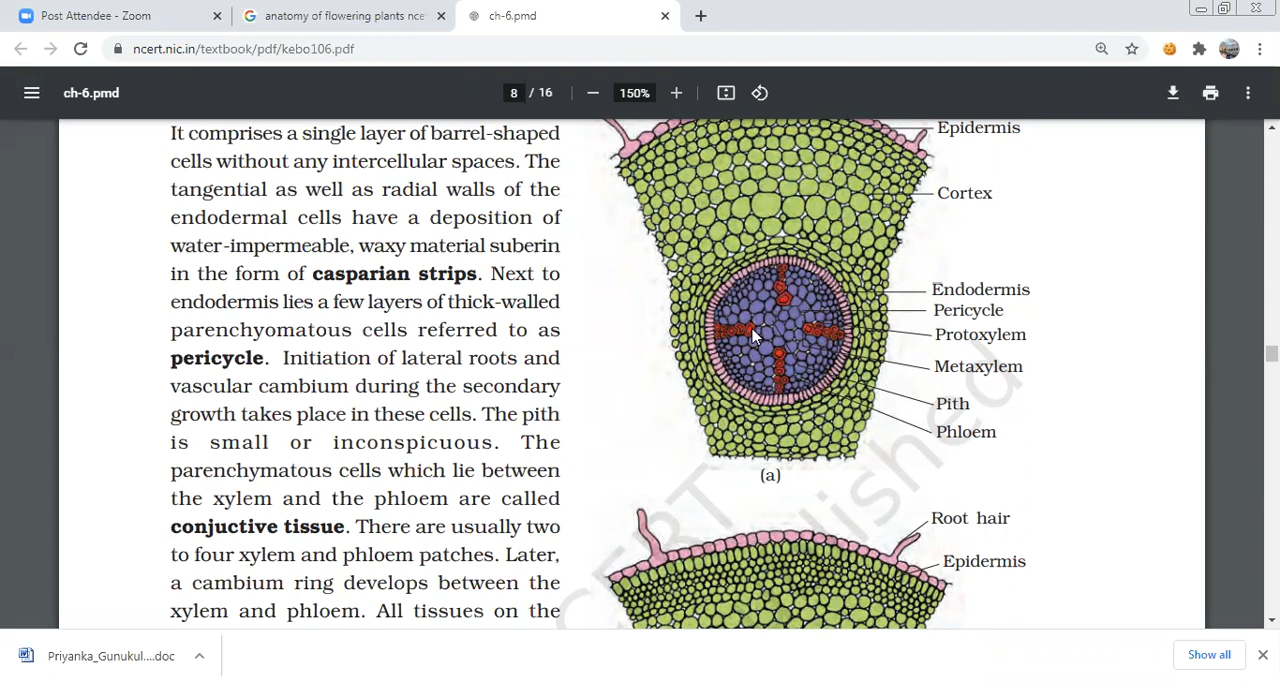 Post Attendee - Zoom
anatomy of flowering plants nce
ch-6.pmd
ncert.nic.in/textbook/pdf/kebo106.pdf
ch-6.pmd
8 / 16
150%
It comprises a single layer of barrel-shaped
cells without any intercellular spaces. The
tangential as well as radial walls of the
endodermal cells have a deposition of
water-impermeable, waxy material suberin
in the form of casparian strips. Next to
endodermis lies a few layers of thick-walled
parenchyomatous cells referred to as
pericycle. Initiation of lateral roots and
vascular cambium during the secondary
growth takes place in these cells. The pith
is small or inconspicuous. The
parenchymatous cells which lie between
the xylem and the phloem are called
conjuctive tissue. There are usually two
to four xylem and phloem patches. Later,
a cambium ring develops between the
xylem and phloem. All tissues on the
Epidermis
Cortex
Endodermis
Pericycle
Protoxylem
Metaxylem
Pith
Phloem
(a)
Root hair
Epidermis
Priyanka_Gunukul....doc
Show all